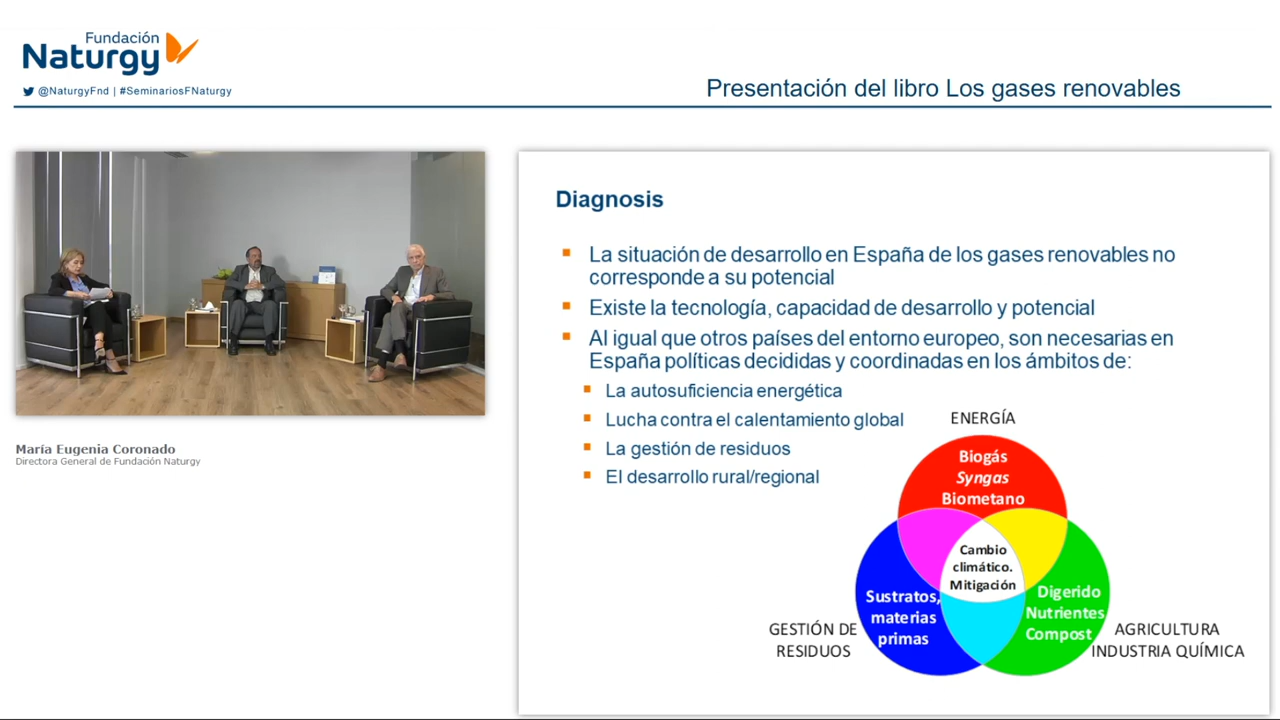 Fundación
Naturgy
@NaturgyFnd | #SeminariosFNaturgy
Presentación del libro Los gases renovables
María Eugenia Coronado
Directora General de Fundación Naturgy
Diagnosis
La situación de desarrollo en España de los gases renovables no
corresponde a su potencial
Existe la tecnología, capacidad de desarrollo y potencial
Al igual que otros países del entorno europeo, son necesarias en
España políticas decididas y coordinadas en los ámbitos de:
La autosuficiencia energética
Lucha contra el calentamiento global
La gestión de residuos
El desarrollo rural/regional
ENERGÍA
Biogás
Syngas
Biometano
Cambio
climático.
Mitigación
Sustratos,
materias
primas
Digerido
Nutrientes
Compost
GESTIÓN DE
RESIDUOS
AGRICULTURA
INDUSTRIA QUÍMICA